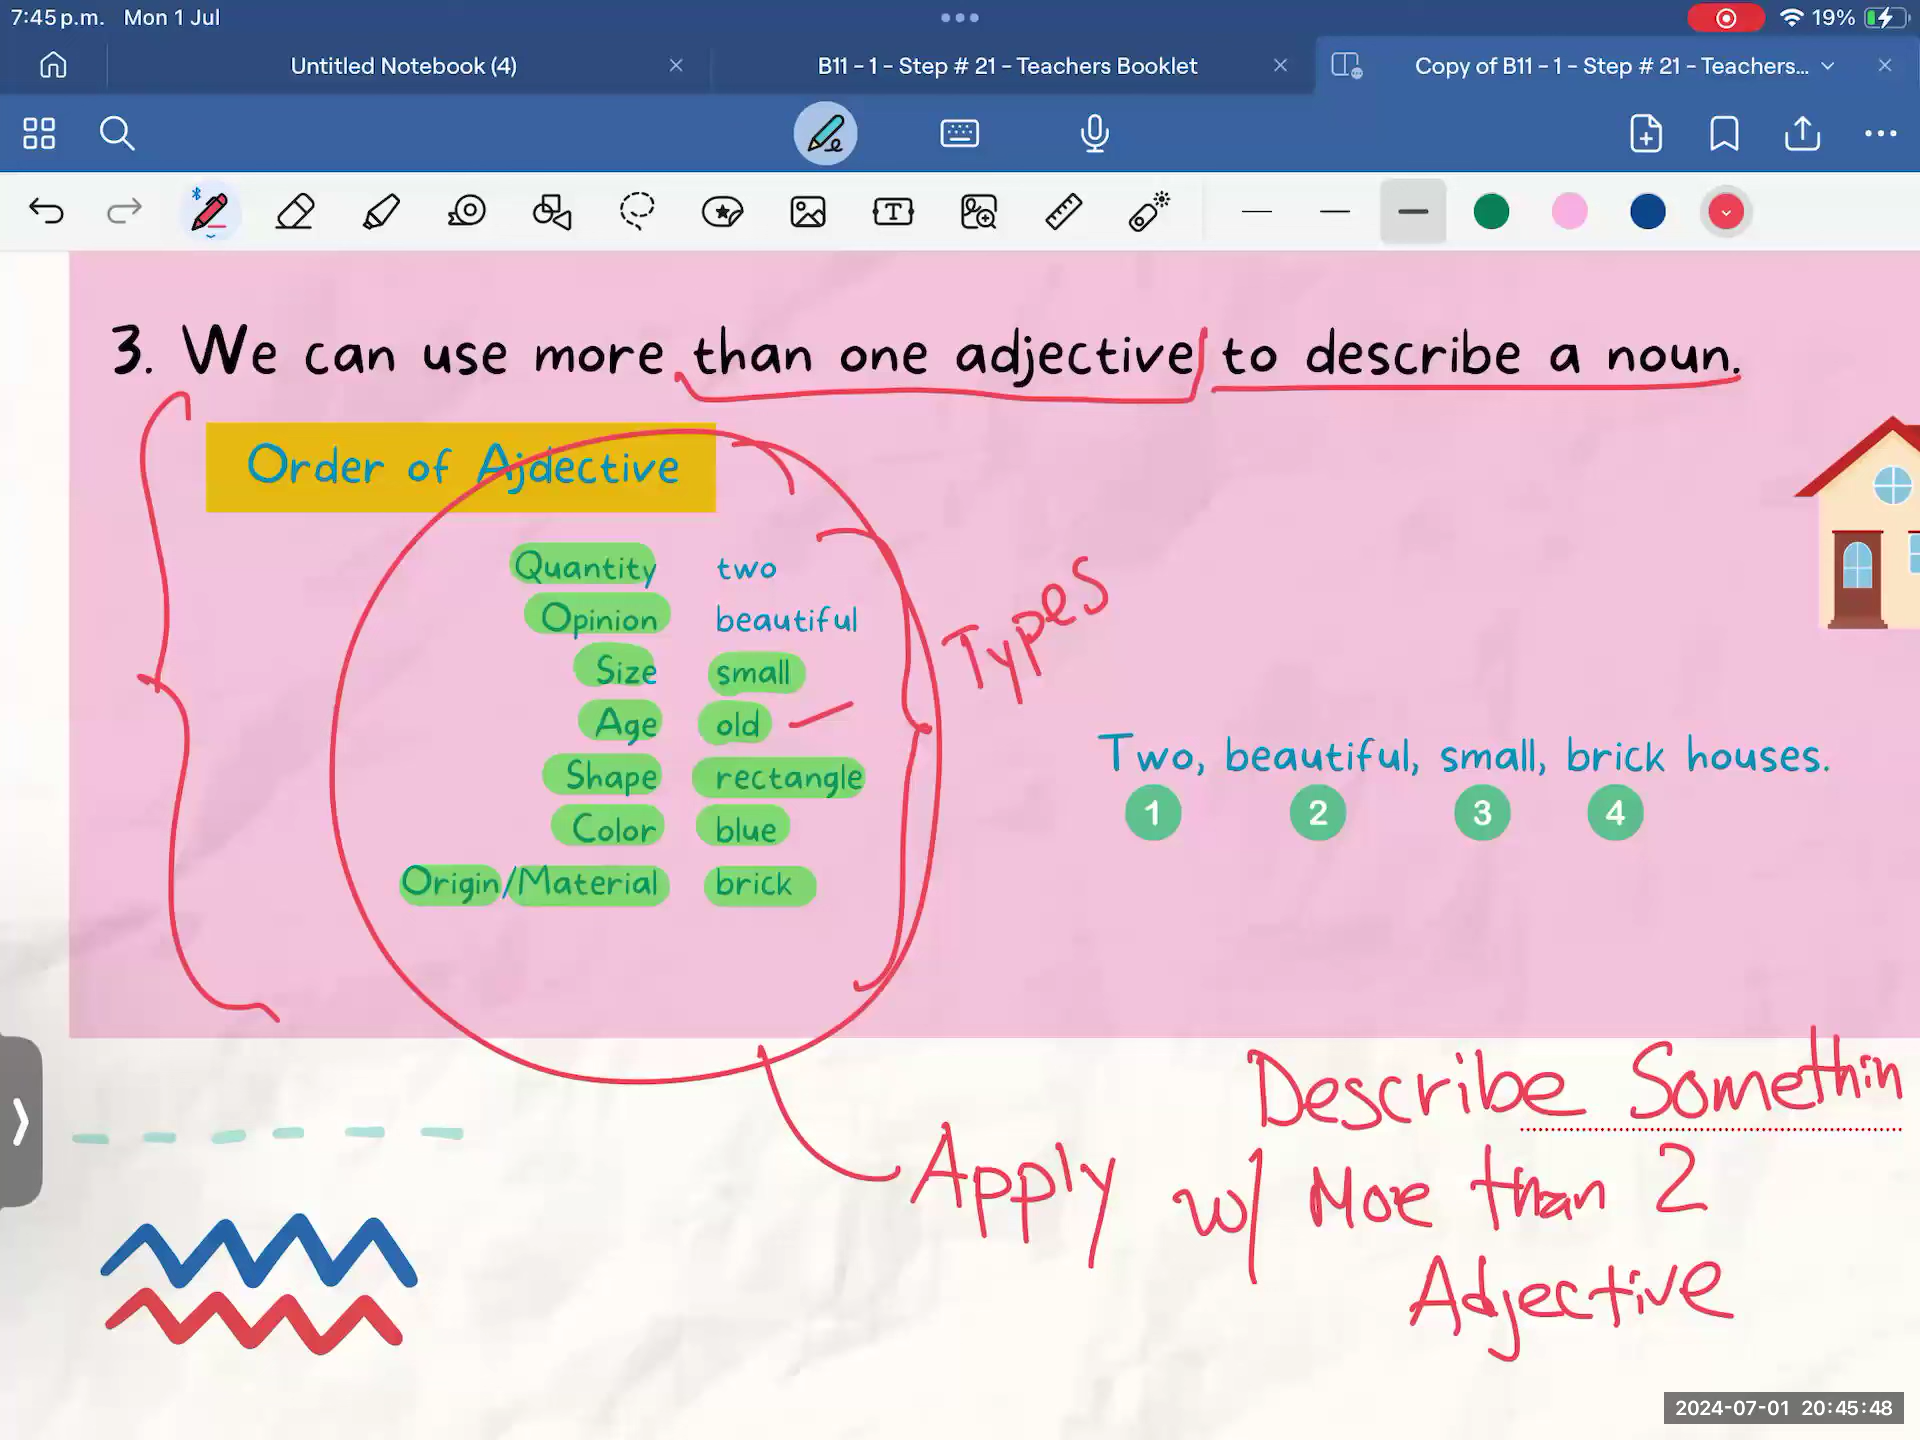 7:45 p.m. Mon 1 Jul
19%
Untitled Notebook (4)
B11 - 1 - Step # 21 - Teachers Booklet
Copy of B11 - 1 - Step # 21 - Teachers...
3. We can use more than one adjective to describe a noun.
Order of Ajdective
Quantity two
Opinion beautiful
Size small
Age old
Shape rectangle
Color blue
Origin/Material brick
Types
Two, beautiful, small, brick houses.
1 2 3 4
Apply
Describe Somethin
w/ More than 2
Adjective
2024-07-01 20:45:48